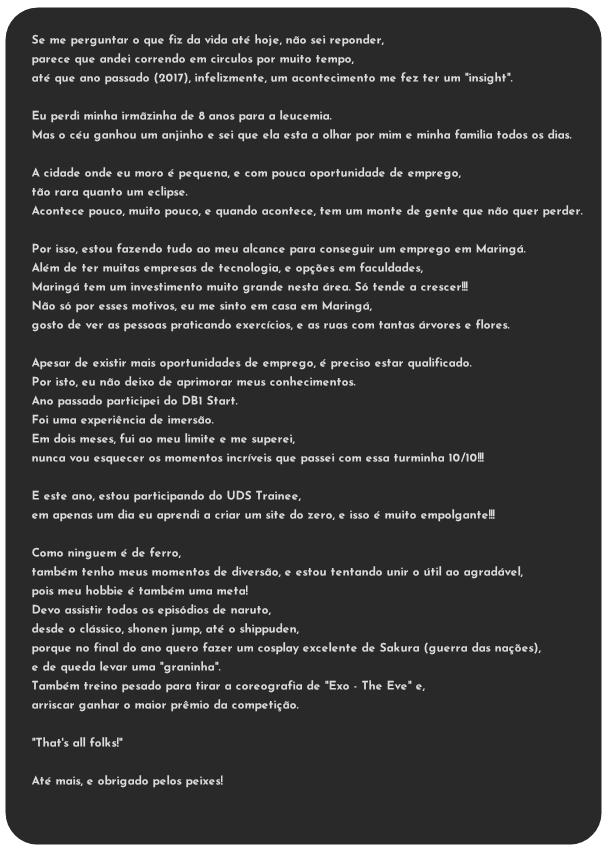 Se me perguntar o que fiz da vida até hoje, não sei reponder,
parece que andei correndo em circulos por muito tempo,
até que ano passado (2017), infelizmente, um acontecimento me fez ter um "insight".
Eu perdi minha irmãzinha de 8 anos para a leucemia.
Mas o céu ganhou um anjinho e sei que ela esta a olhar por mim e minha familia todos os dias.
A cidade onde eu moro é pequena, e com pouca oportunidade de emprego,
tão rara quanto um eclipse.
Acontece pouco, muito pouco, e quando acontece, tem um monte de gente que não quer perder.
Por isso, estou fazendo tudo ao meu alcance para conseguir um emprego em Maringá.
Além de ter muitas empresas de tecnologia, e opções em faculdades,
Maringá tem um investimento muito grande nesta área. Só tende a crescer!!!
Não só por esses motivos, eu me sinto em casa em Maringá,
gosto de ver as pessoas praticando exercícios, e as ruas com tantas árvores e flores.
Apesar de existir mais oportunidades de emprego, é preciso estar qualificado.
Por isto, eu não deixo de aprimorar meus conhecimentos.
Ano passado participei do DB1 Start.
Foi uma experiência de imersão.
Em dois meses, fui ao meu limite e me superei,
nunca vou esquecer os momentos incríveis que passei com essa turminha 10/10!!!
E este ano, estou participando do UDS Trainee,
em apenas um dia eu aprendi a criar um site do zero, e isso é muito empolgante!!!
Como ninguem é de ferro,
também tenho meus momentos de diversão, e estou tentando unir o útil ao agradável,
pois meu hobbie é também uma meta!
Devo assistir todos os episódios de naruto,
desde o clássico, shonen jump, até o shippuden,
porque no final do ano quero fazer um cosplay excelente de Sakura (guerra das nações),
e de queda levar uma "graninha".
Também treino pesado para tirar a coreografia de "Exo - The Eve" e,
arriscar ganhar o maior prêmio da competição.
"That's all folks!"
Até mais, e obrigado pelos peixes!